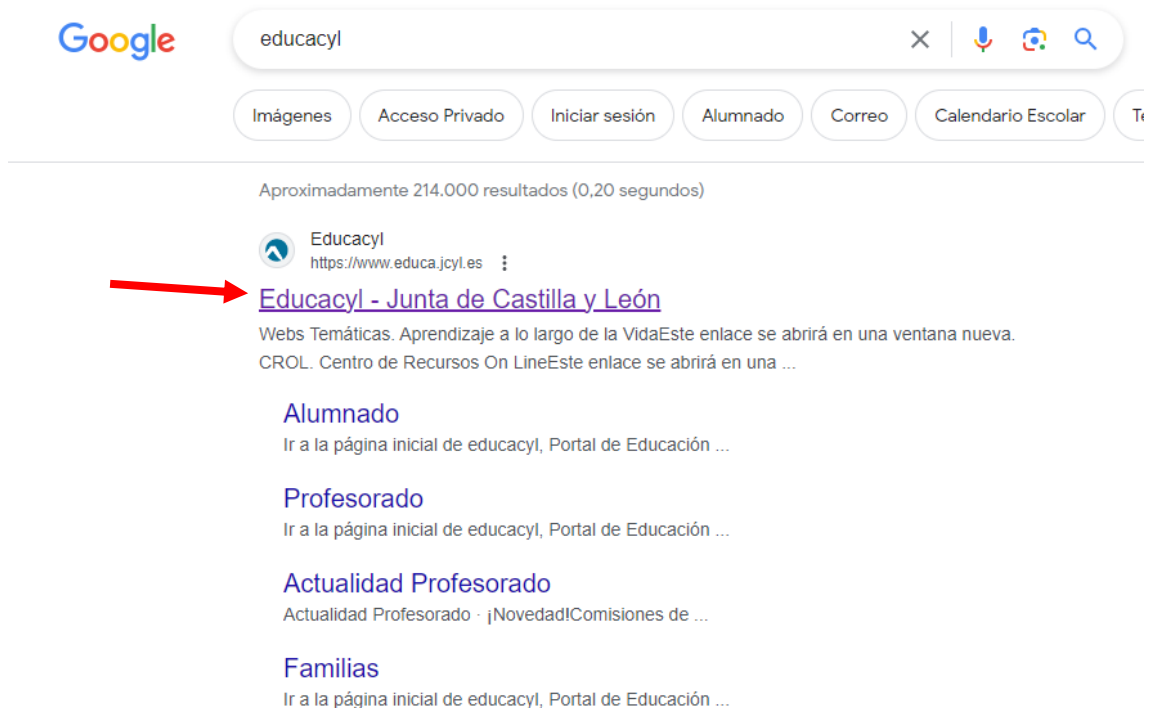 Google
educacyl
Imágenes Acceso Privado Iniciar sesión Alumnado Correo Calendario Escolar
Aproximadamente 214.000 resultados (0,20 segundos)
Educacyl
https://www.educa.jcyl.es
Educacyl - Junta de Castilla y León
Webs Temáticas. Aprendizaje a lo largo de la VidaEste enlace se abrirá en una ventana nueva.
CROL. Centro de Recursos On LineEste enlace se abrirá en una ...
Alumnado
Ir a la página inicial de educacyl, Portal de Educación ...
Profesorado
Ir a la página inicial de educacyl, Portal de Educación ...
Actualidad Profesorado
Actualidad Profesorado · ¡Novedad!Comisiones de ...
Familias
Ir a la página inicial de educacyl, Portal de Educación ...